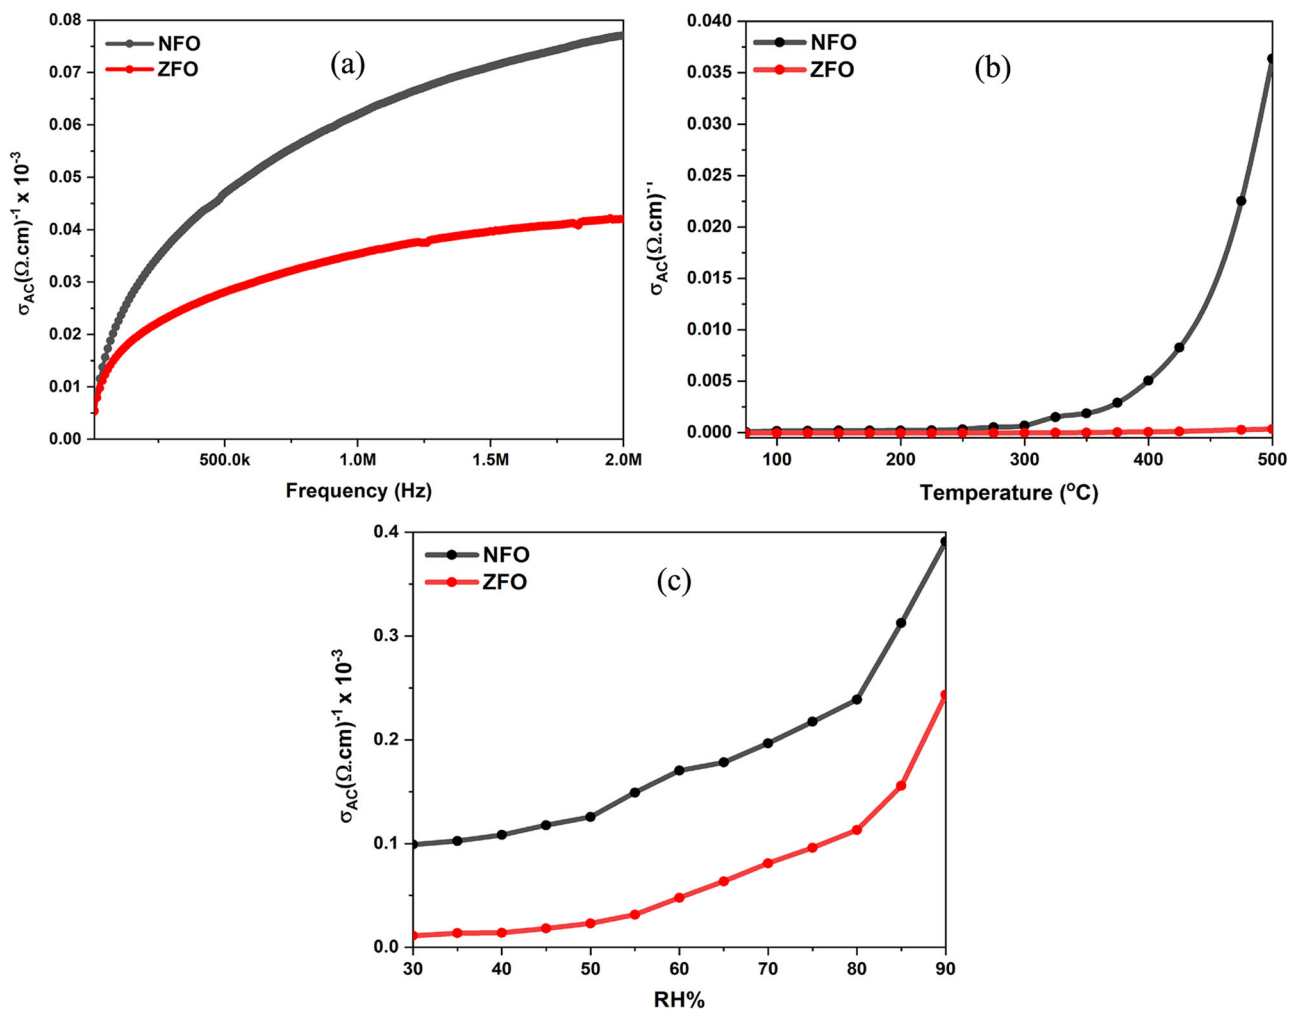 0.08
0.07
0.06
0.05
0.04
0.03
0.02
0.01
0.00
σAC(Ω.cm)⁻¹ x 10⁻³
NFO
ZFO
(a)
500.0k 1.0M 1.5M 2.0M
Frequency (Hz)
0.040
0.035
0.030
0.025
0.020
0.015
0.010
0.005
0.000
σAC(Ω.cm)⁻¹
NFO
ZFO
(b)
100 200 300 400 500
Temperature (°C)
0.4
0.3
0.2
0.1
0.0
σAC(Ω.cm)⁻¹ x 10⁻³
NFO
ZFO
(c)
30 40 50 60 70 80 90
RH%